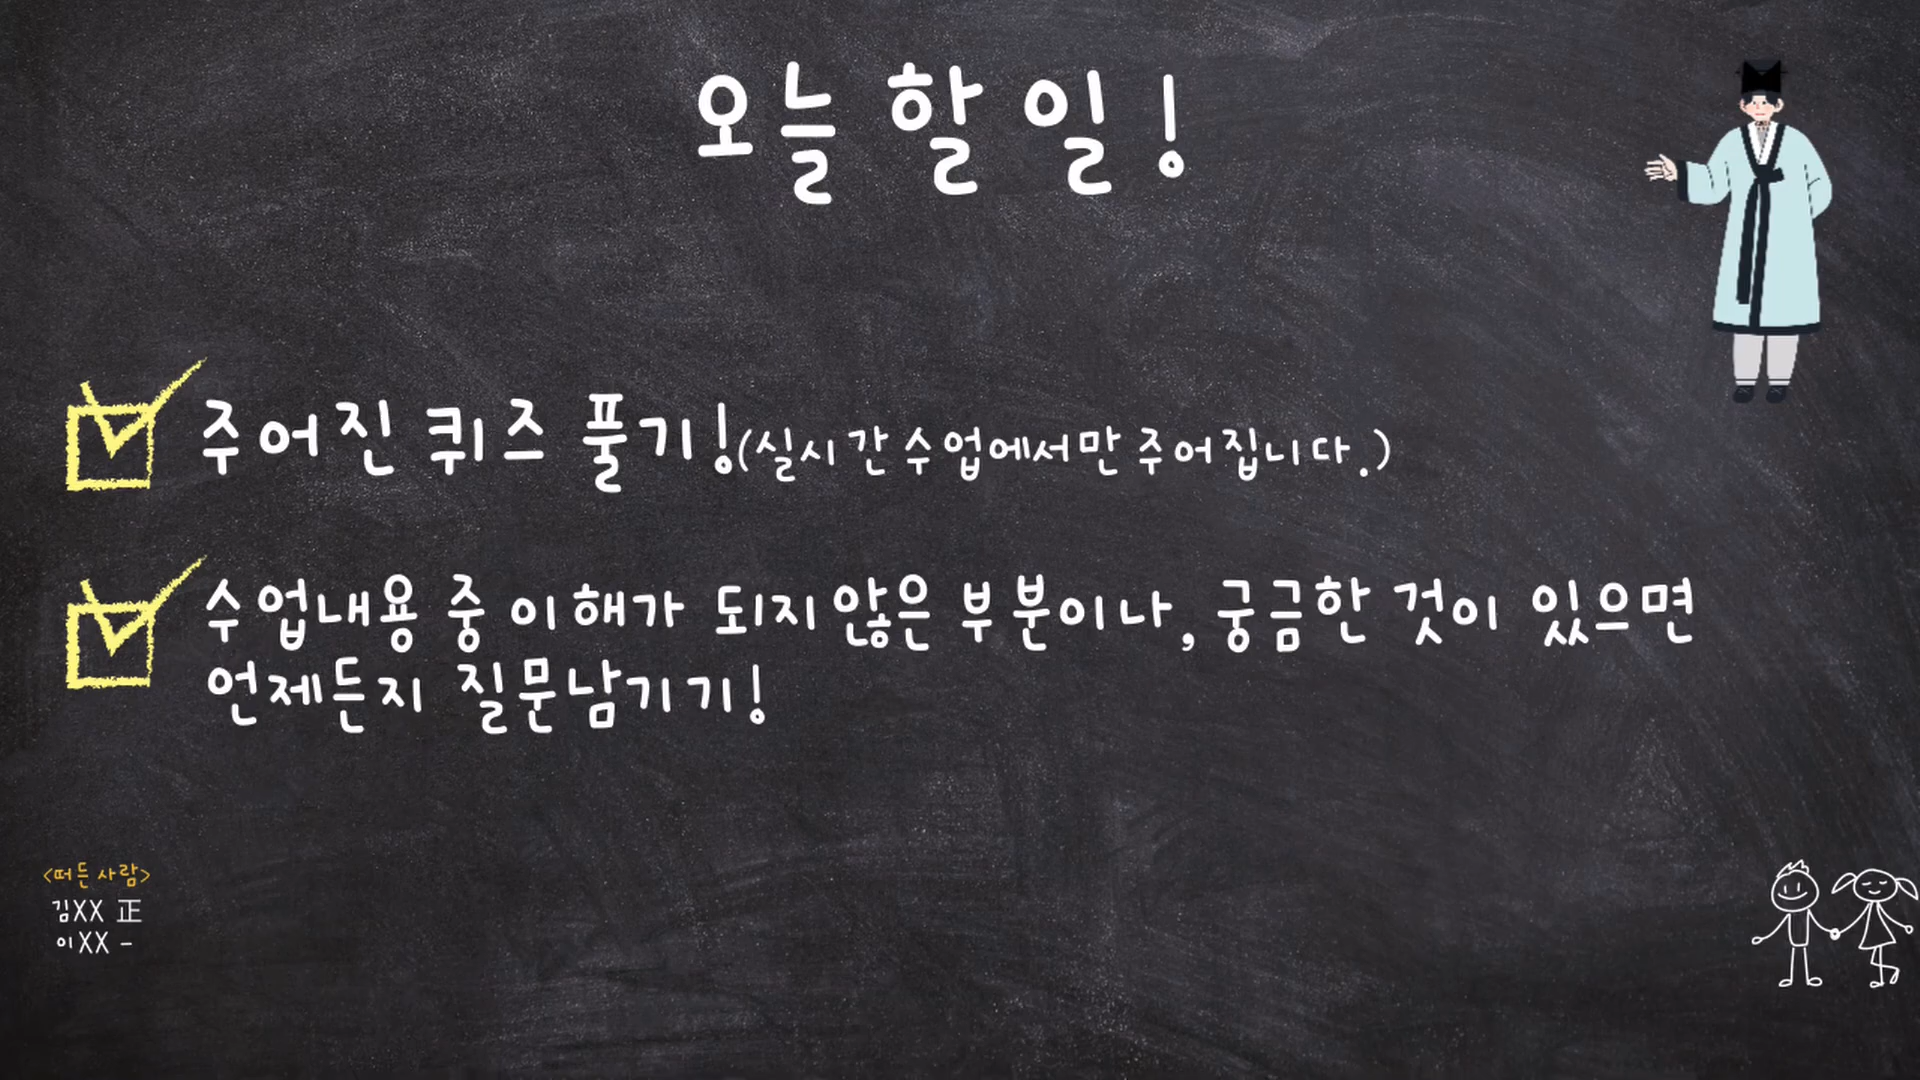 오늘 할 일!
주어진 퀴즈 풀기!(실시간 수업에서만 주어집니다.)
수업내용 중 이해가 되지 않은 부분이나, 궁금한 것이 있으면
언제든지 질문남기기!
<떠든 사람>
김XX 正
이XX -